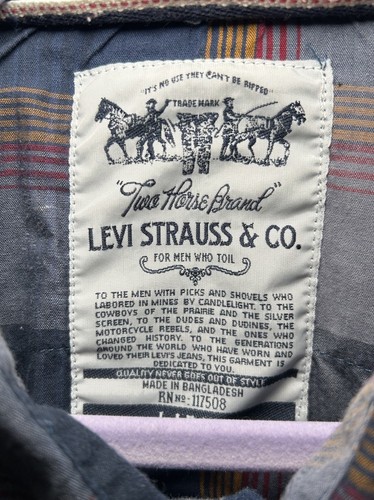 "IT'S NO USE THEY CAN'T BE RIPPED"
TRADE MARK
"Two Horse Brand"
LEVI STRAUSS & CO.
FOR MEN WHO TOIL
TO THE MEN WITH PICKS AND SHOVELS WHO
LABORED IN MINES BY CANDLELIGHT. TO THE
COWBOYS OF THE PRAIRIE AND THE SILVER
SCREEN, TO THE DUDES AND DUDINES, THE
MOTORCYCLE REBELS, AND THE ONES WHO
CHANGED HISTORY. TO THE GENERATIONS
AROUND THE WORLD WHO HAVE WORN AND
LOVED THEIR LEVI'S JEANS, THIS GARMENT IS
DEDICATED TO YOU.
QUALITY NEVER GOES OUT OF STYLE
MADE IN BANGLADESH
RN No: 117508